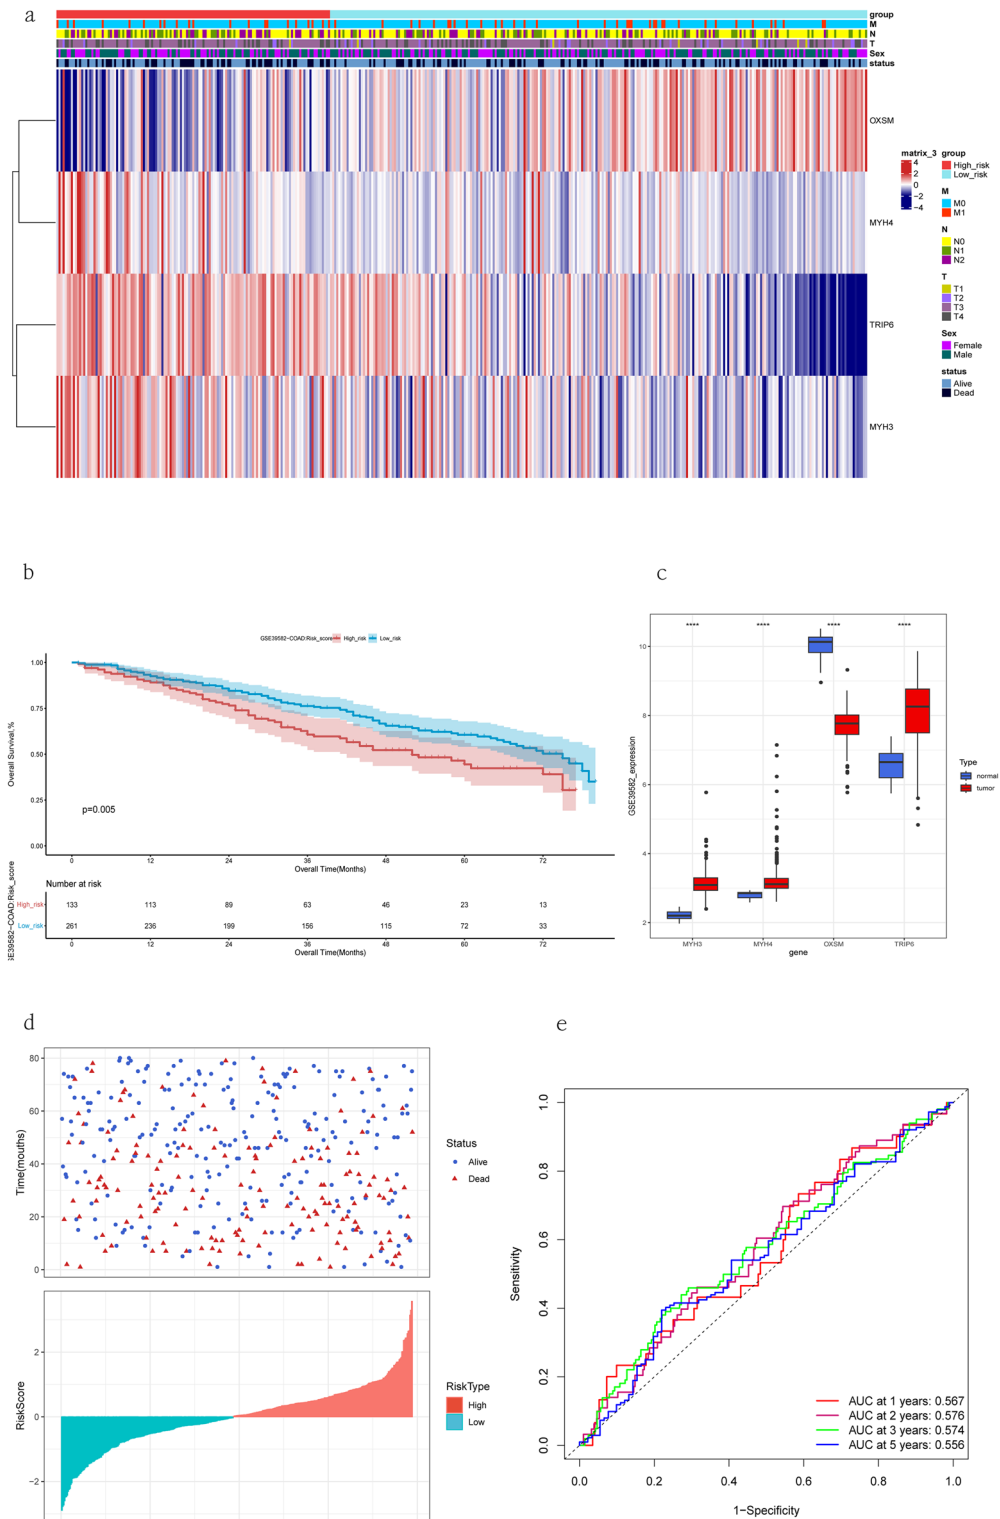 a
group
M
N
T
Sex
status
OXSM
MYH4
TRIP6
MYH3
matrix_3
4
2
0
−2
−4
group
High_risk
Low_risk
M
M0
M1
N
N0
N1
N2
T
T1
T2
T3
T4
Sex
Female
Male
status
Alive
Dead
b
GSE39582−COAD:Risk_score High_risk Low_risk
Overall Survival,%
1.00
0.75
0.50
0.25
0.00
p=0.005
0 12 24 36 48 60 72
Overall Time(Months)
Number at risk
High_risk 133 113 89 63 46 23 13
Low_risk 261 236 199 156 115 72 33
0 12 24 36 48 60 72
Overall Time(Months)
SE39582−COAD:Risk_score
c
**** **** **** ****
GSE39582_expression
10
8
6
4
2
MYH3 MYH4 OXSM TRIP6
gene
Type
normal
tumor
d
Time(mouths)
80
60
40
20
0
Status
Alive
Dead
RiskScore
2
0
−2
RiskType
High
Low
e
Sensitivity
1.0
0.8
0.6
0.4
0.2
0.0
AUC at 1 years: 0.567
AUC at 2 years: 0.576
AUC at 3 years: 0.574
AUC at 5 years: 0.556
0.0 0.2 0.4 0.6 0.8 1.0
1−Specificity